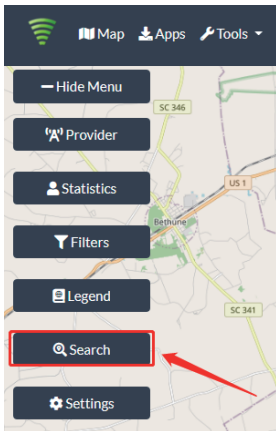 Map Apps Tools
Hide Menu
SC 346
Provider
Statistics
US 1
Bethune
Filters
Legend
SC 341
Search
Settings